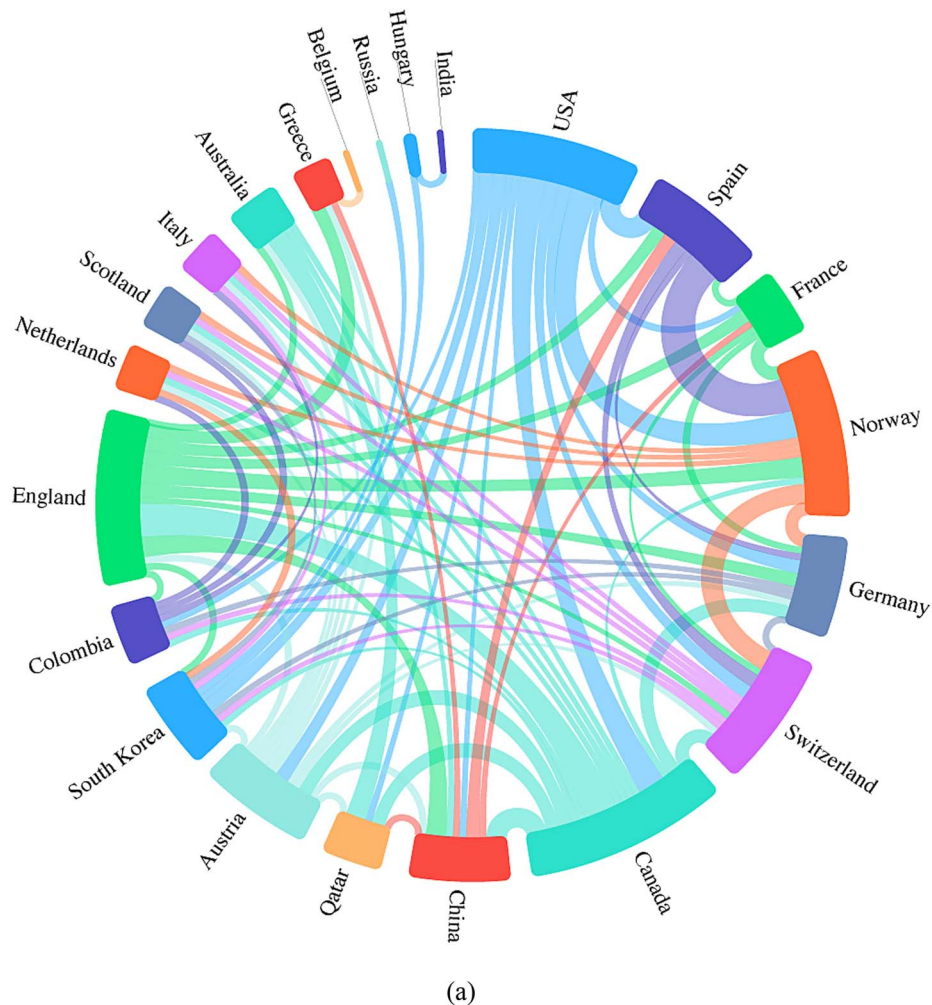 USA
Spain
France
Norway
Germany
Switzerland
Canada
China
Qatar
Austria
South Korea
Colombia
England
Netherlands
Scotland
Italy
Australia
Greece
Belgium
Russia
Hungary
India
(a)